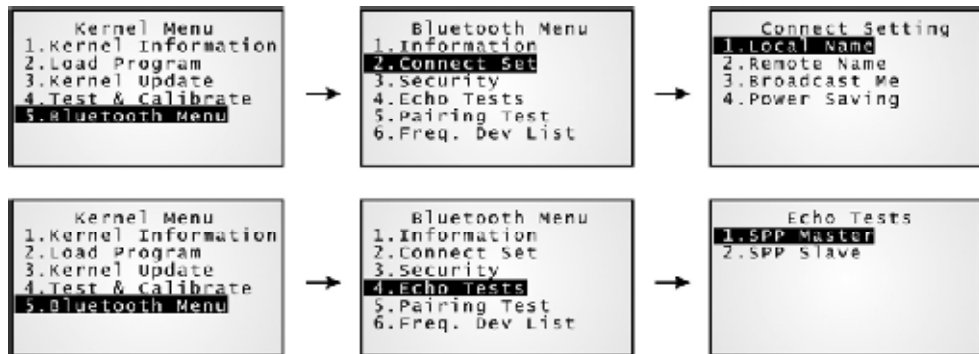 Kernel Menu
1.Kernel Information
2.Load Program
3.Kernel Update
4.Test & Calibrate
5.Bluetooth Menu
Bluetooth Menu
1.Information
2.Connect Set
3.Security
4.Echo Tests
5.Pairing Test
6.Freq. Dev List
Connect Setting
1.Local Name
2.Remote Name
3.Broadcast Me
4.Power Saving
Kernel Menu
1.Kernel Information
2.Load Program
3.Kernel Update
4.Test & Calibrate
5.Bluetooth Menu
Bluetooth Menu
1.Information
2.Connect Set
3.Security
4.Echo Tests
5.Pairing Test
6.Freq. Dev List
Echo Tests
1.SPP Master
2.SPP Slave